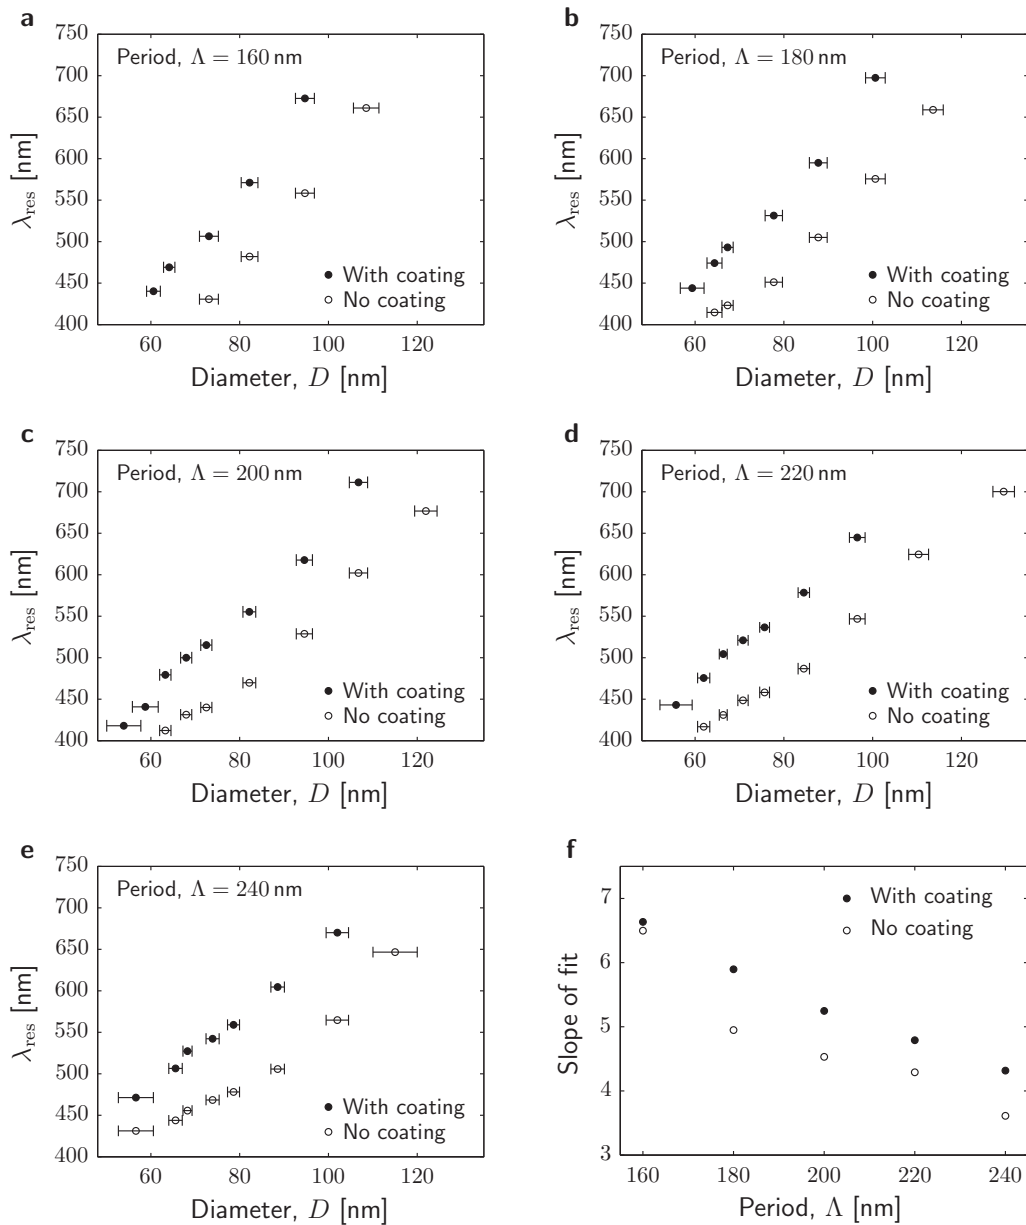 a
Period, Λ = 160 nm
750
700
650
600
550
500
450
400
λres [nm]
With coating
No coating
60
80
100
120
Diameter, D [nm]
b
Period, Λ = 180 nm
750
700
650
600
550
500
450
400
λres [nm]
With coating
No coating
60
80
100
120
Diameter, D [nm]
c
Period, Λ = 200 nm
750
700
650
600
550
500
450
400
λres [nm]
With coating
No coating
60
80
100
120
Diameter, D [nm]
d
Period, Λ = 220 nm
750
700
650
600
550
500
450
400
λres [nm]
With coating
No coating
60
80
100
120
Diameter, D [nm]
e
Period, Λ = 240 nm
750
700
650
600
550
500
450
400
λres [nm]
With coating
No coating
60
80
100
120
Diameter, D [nm]
f
7
6
5
4
3
Slope of fit
With coating
No coating
160
180
200
220
240
Period, Λ [nm]